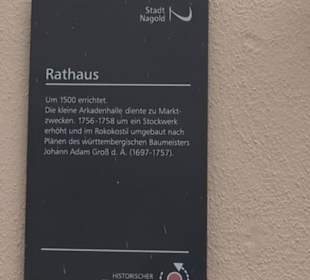 Stadt
Nagold
Rathaus
Um 1500 errichtet.
Die kleine Arkadenhalle diente zu Markt-
zwecken. 1756-1758 um ein Stockwerk
erhöht und im Rokokostil umgebaut nach
Plänen des württembergischen Baumeisters
Johann Adam Groß d. Ä. (1697-1757).
HISTORISCHER